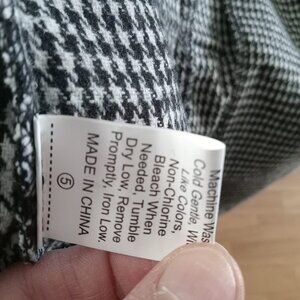 Machine Was
Cold Gentle, Wi
Like Colors,
Non-Chlorine
Bleach When
Needed, Tumble
Dry Low, Remove
Promptly, Iron Low.
MADE IN CHINA
5